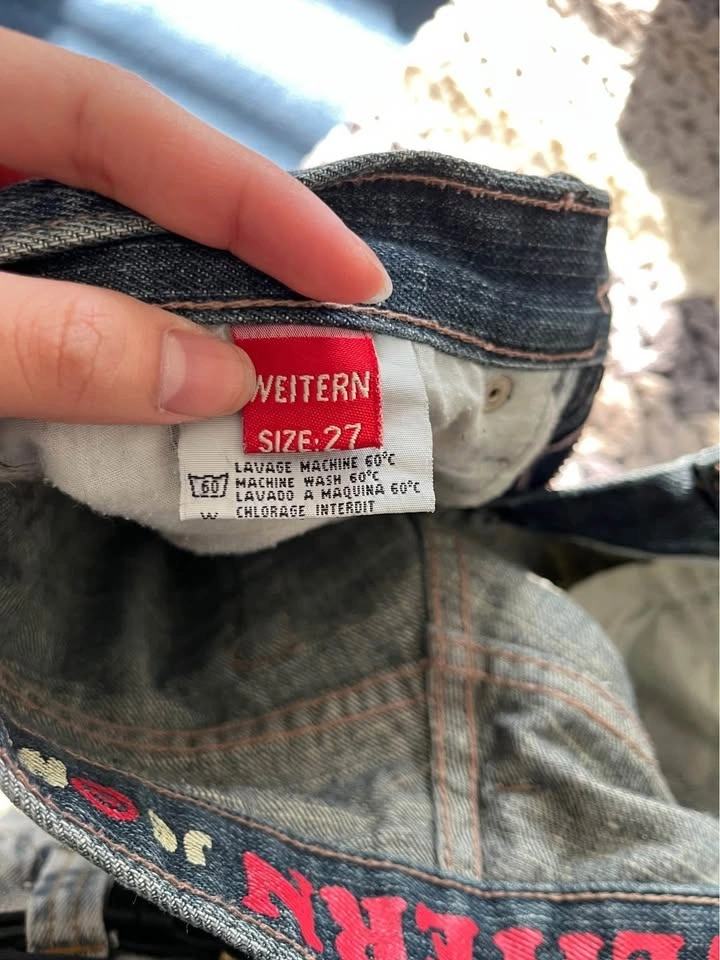 WEITERN
SIZE: 27
LAVAGE MACHINE 60°C
60
MACHINE WASH 60°C
LAVADO A MAQUINA 60°C
CHLORAGE INTERDIT